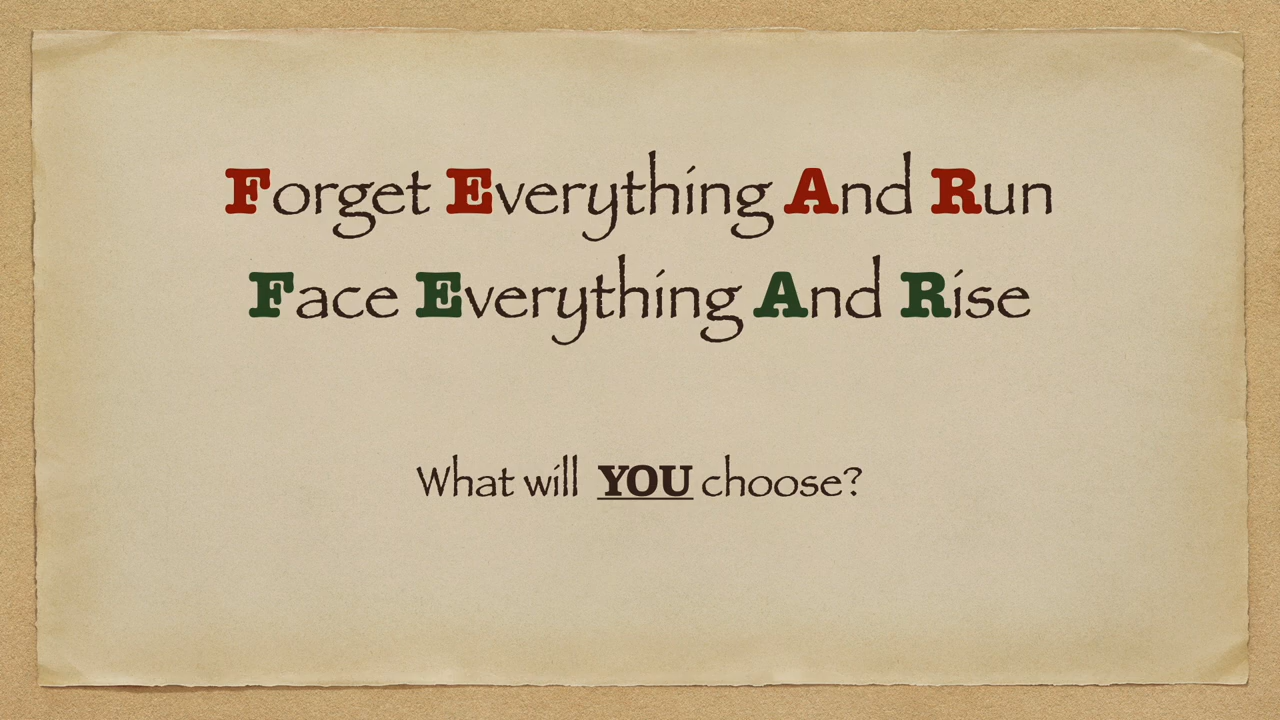 Forget Everything And Run
Face Everything And Rise
What will YOU choose?